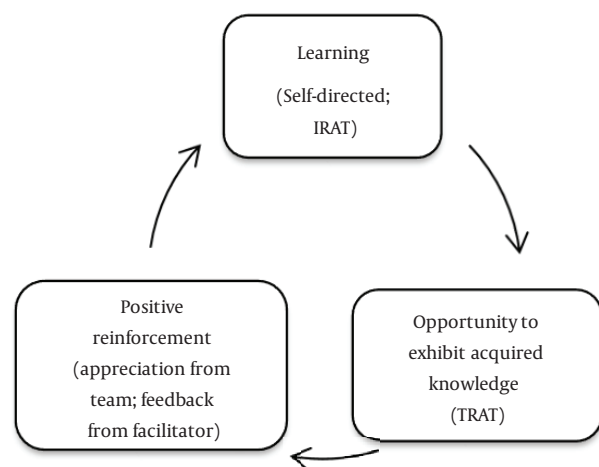 Learning
(Self-directed;
IRAT)
Positive
reinforcement
(appreciation from
team; feedback
from facilitator)
Opportunity to
exhibit acquired
knowledge
(TRAT)